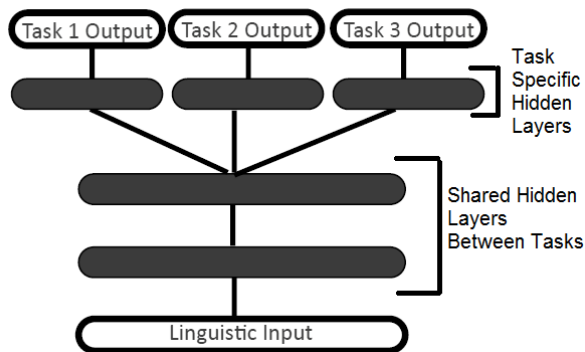 Task 1 Output
Task 2 Output
Task 3 Output
Task
Specific
Hidden
Layers
Shared Hidden
Layers
Between Tasks
Linguistic Input